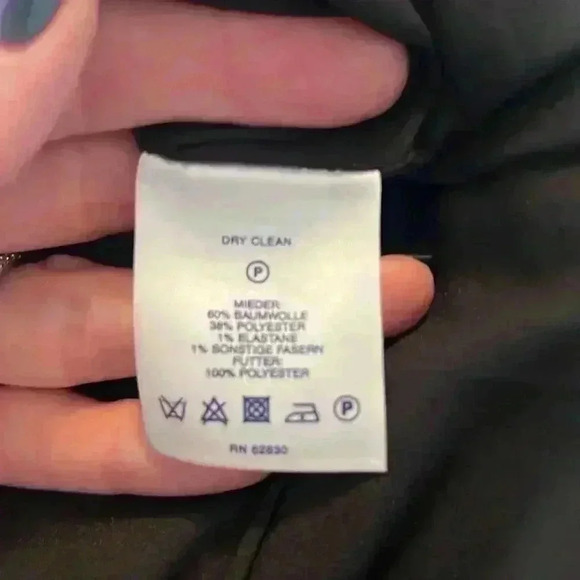 DRY CLEAN
P
MIEDER:
60% BAUMWOLLE
38% POLYESTER
1% ELASTANE
1% SONSTIGE FASERN
FUTTER:
100% POLYESTER
P
RN 62830